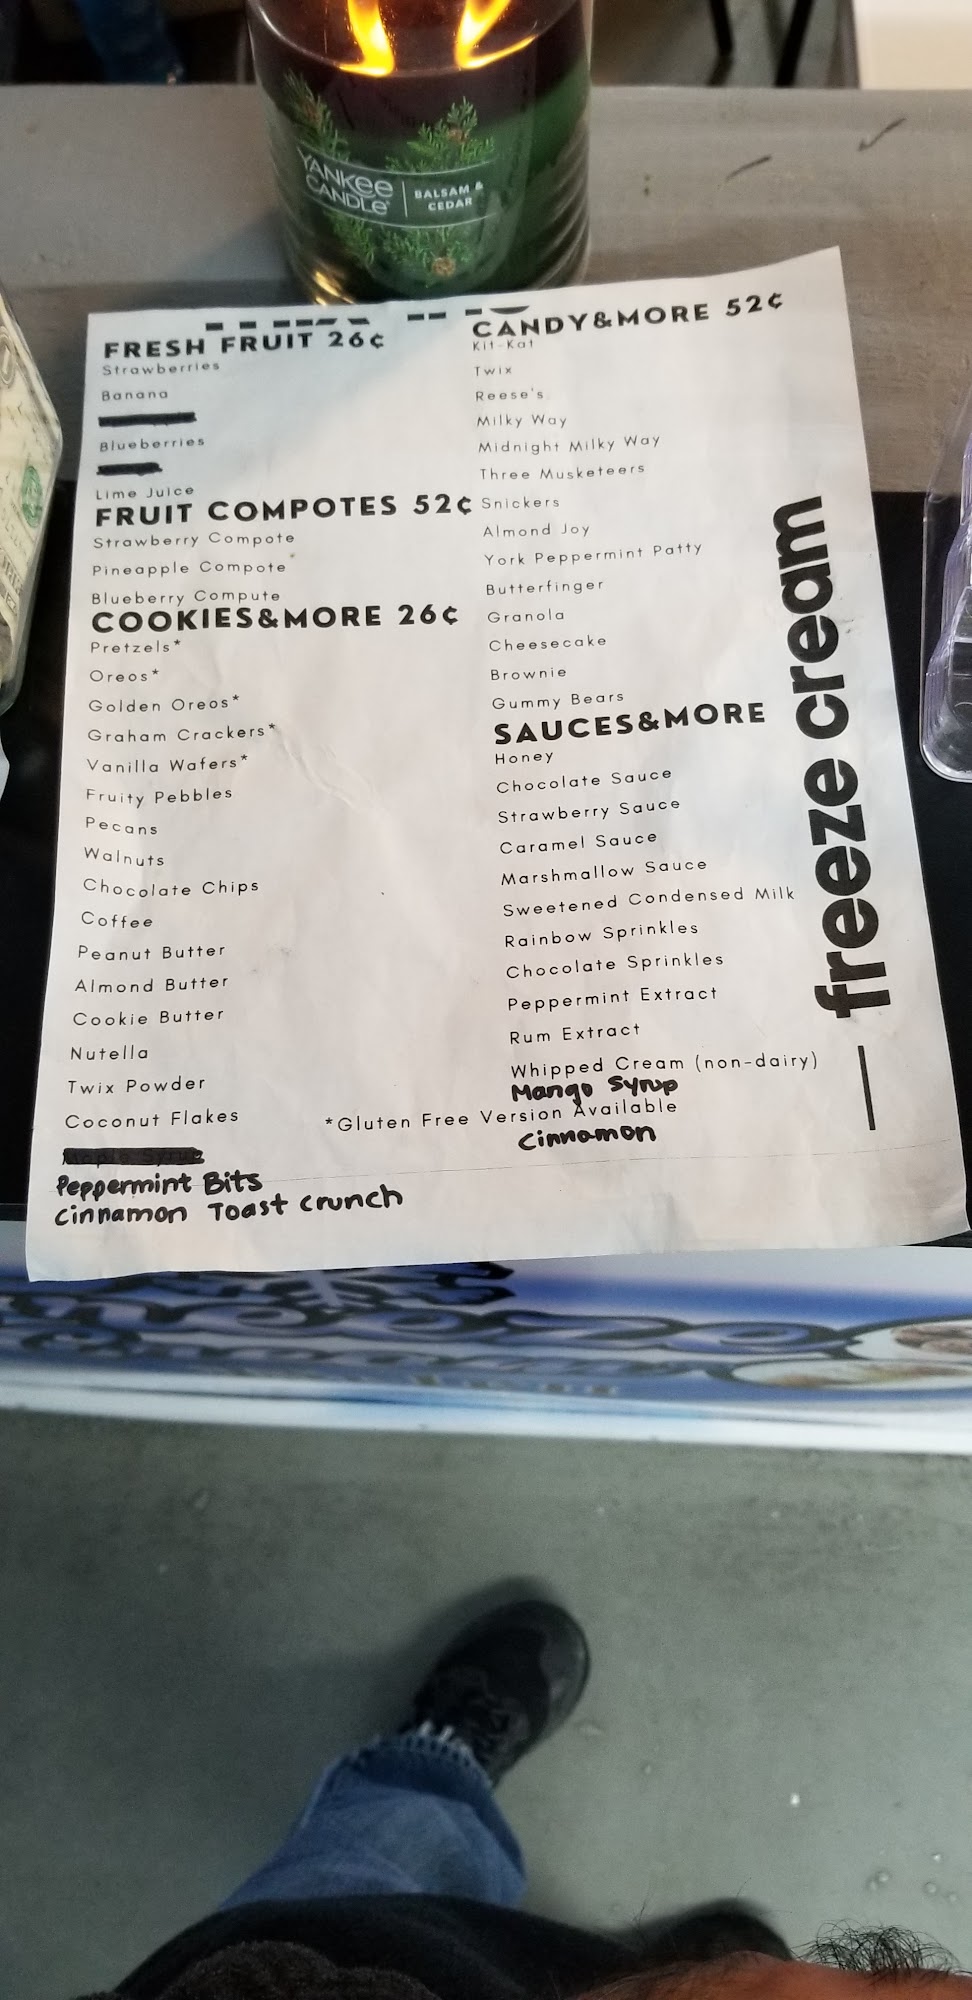 YANKEE
CANDLE
BALSAM &
CEDAR
FRESH FRUIT 26¢
Strawberries
Banana
Blueberries
Lime Juice
FRUIT COMPOTES 52¢
Strawberry Compote
Pineapple Compote
Blueberry Compute
COOKIES&MORE 26¢
Pretzels*
Oreos*
Golden Oreos*
Graham Crackers*
Vanilla Wafers*
Fruity Pebbles
Pecans
Walnuts
Chocolate Chips
Coffee
Peanut Butter
Almond Butter
Cookie Butter
Nutella
Twix Powder
Coconut Flakes
Maple Syrup
Peppermint Bits
Cinnamon Toast Crunch
CANDY&MORE 52¢
Kit-Kat
Twix
Reese's
Milky Way
Midnight Milky Way
Three Musketeers
Snickers
Almond Joy
York Peppermint Patty
Butterfinger
Granola
Cheesecake
Brownie
Gummy Bears
SAUCES&MORE
Honey
Chocolate Sauce
Strawberry Sauce
Caramel Sauce
Marshmallow Sauce
Sweetened Condensed Milk
Rainbow Sprinkles
Chocolate Sprinkles
Peppermint Extract
Rum Extract
Whipped Cream (non-dairy)
Mango Syrup
*Gluten Free Version Available
Cinnamon
freeze cream